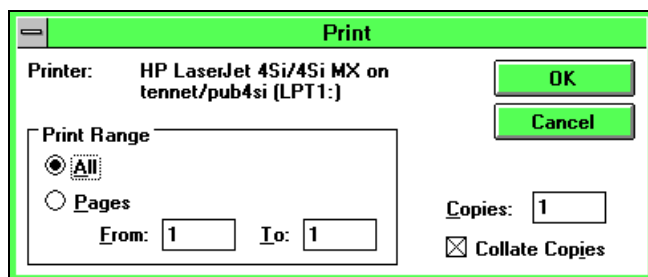 Print
Printer: HP LaserJet 4Si/4Si MX on
tennet/pub4si (LPT1:)
OK
Cancel
Print Range
All
Pages
From: 1 To: 1
Copies: 1
Collate Copies